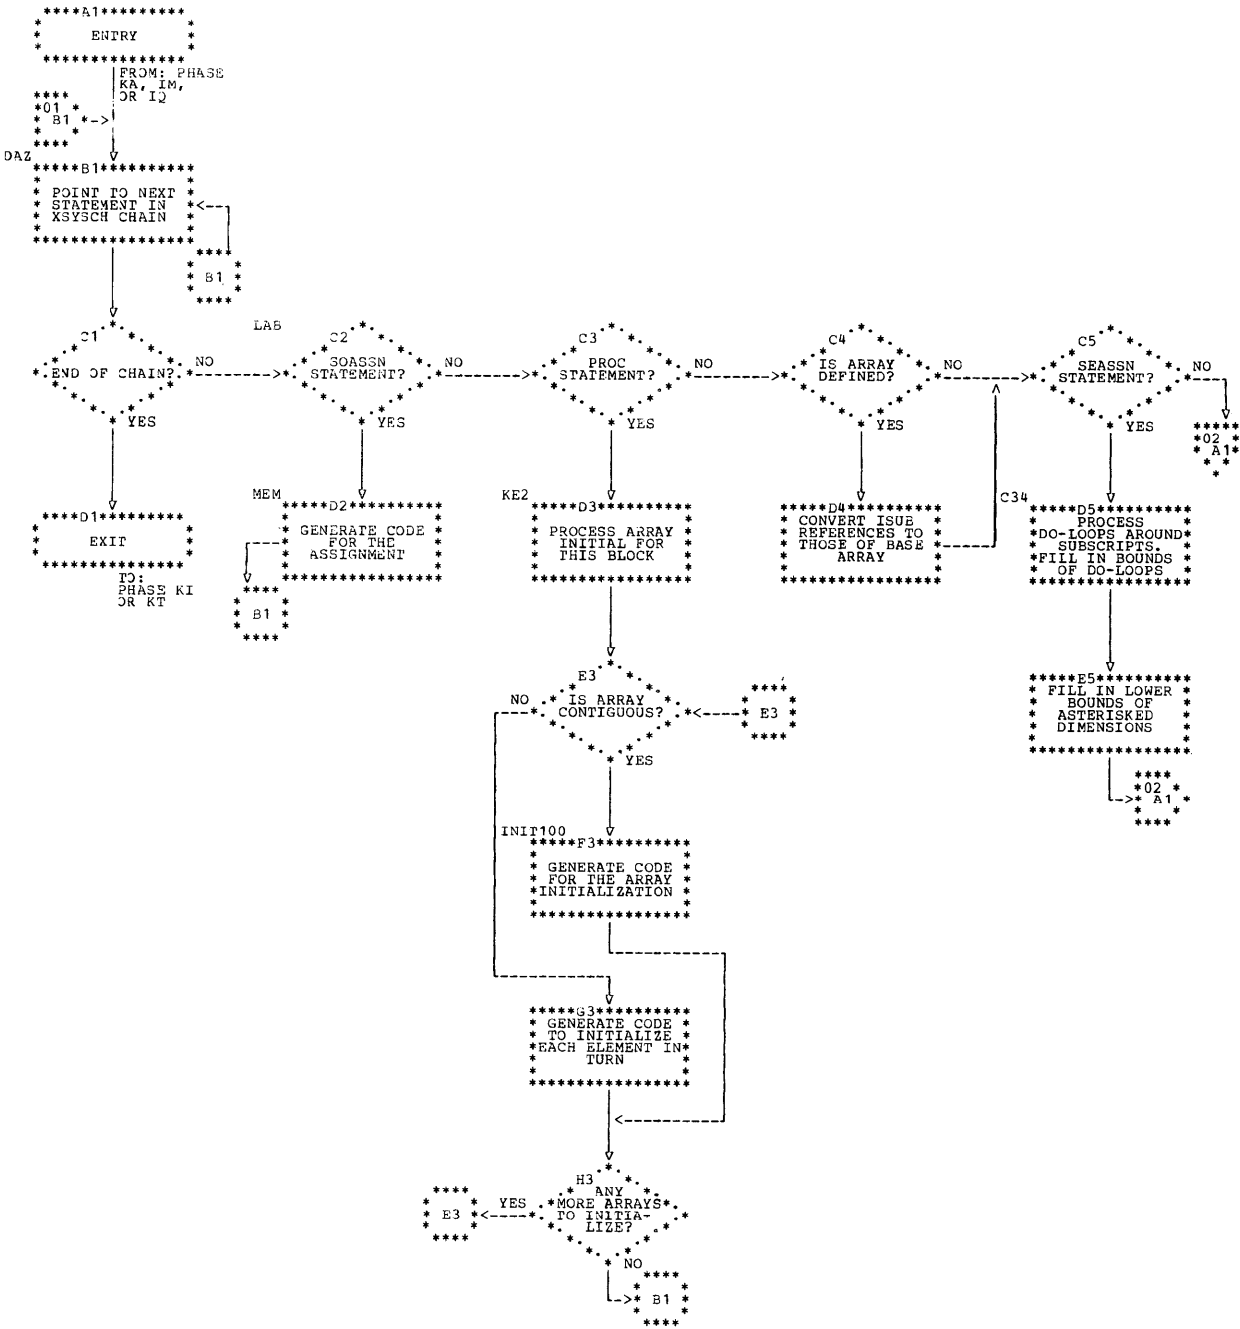 A1
ENTRY
FROM: PHASE
KA, IM,
OR IQ
01
B1
DAZ
B1
POINT TO NEXT
STATEMENT IN
XSYSCH CHAIN
B1
C1
END OF CHAIN?
NO
YES
LAB
C2
SOASSN
STATEMENT?
NO
YES
C3
PROC
STATEMENT?
NO
YES
C4
IS ARRAY
DEFINED?
NO
YES
C5
SEASSN
STATEMENT?
NO
YES
02
A1
D1
EXIT
TO:
PHASE KI
OR KT
MEM
D2
GENERATE CODE
FOR THE
ASSIGNMENT
B1
KE2
D3
PROCESS ARRAY
INITIAL FOR
THIS BLOCK
D4
CONVERT ISUB
REFERENCES TO
THOSE OF BASE
ARRAY
C34
D5
PROCESS
DO-LOOPS AROUND
SUBSCRIPTS.
FILL IN BOUNDS
OF DO-LOOPS
E3
IS ARRAY
CONTIGUOUS?
NO
YES
E3
E5
FILL IN LOWER
BOUNDS OF
ASTERISKED
DIMENSIONS
02
A1
INIT100
F3
GENERATE CODE
FOR THE ARRAY
INITIALIZATION
G3
GENERATE CODE
TO INITIALIZE
EACH ELEMENT IN
TURN
H3
ANY
MORE ARRAYS
TO INITIA-
LIZE?
YES
E3
NO
B1